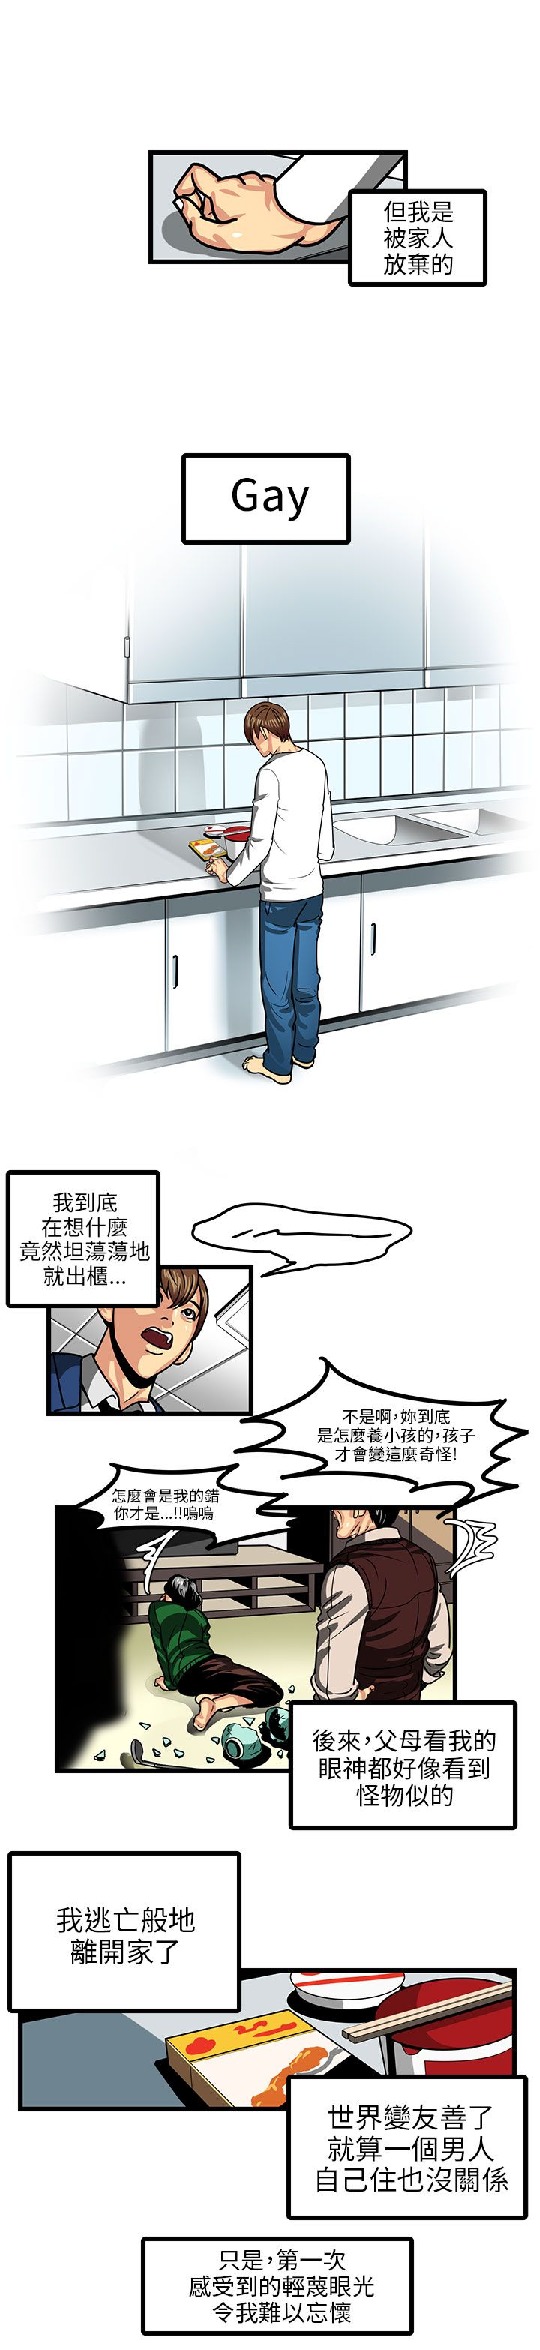 但我是
被家人
放棄的
Gay
我到底
在想什麼
竟然坦蕩蕩地
就出櫃...
不是啊,妳到底
是怎麼養小孩的,孩子
才會變這麼奇怪!
怎麼會是我的錯
你才是...!!嗚嗚
後來,父母看我的
眼神都好像看到
怪物似的
我逃亡般地
離開家了
世界變友善了
就算一個男人
自己住也沒關係
只是,第一次
感受到的輕蔑眼光
令我難以忘懷